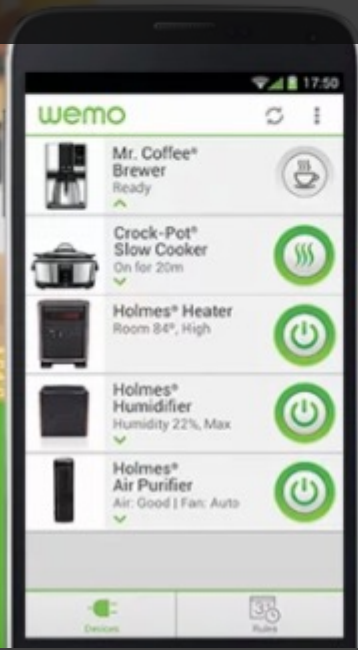 17:50
wemo
Mr. Coffee®
Brewer
Ready
Crock-Pot®
Slow Cooker
On for 20m
Holmes® Heater
Room 84°, High
Holmes®
Humidifier
Humidity 22%, Max
Holmes®
Air Purifier
Air: Good | Fan: Auto
Devices
Rules